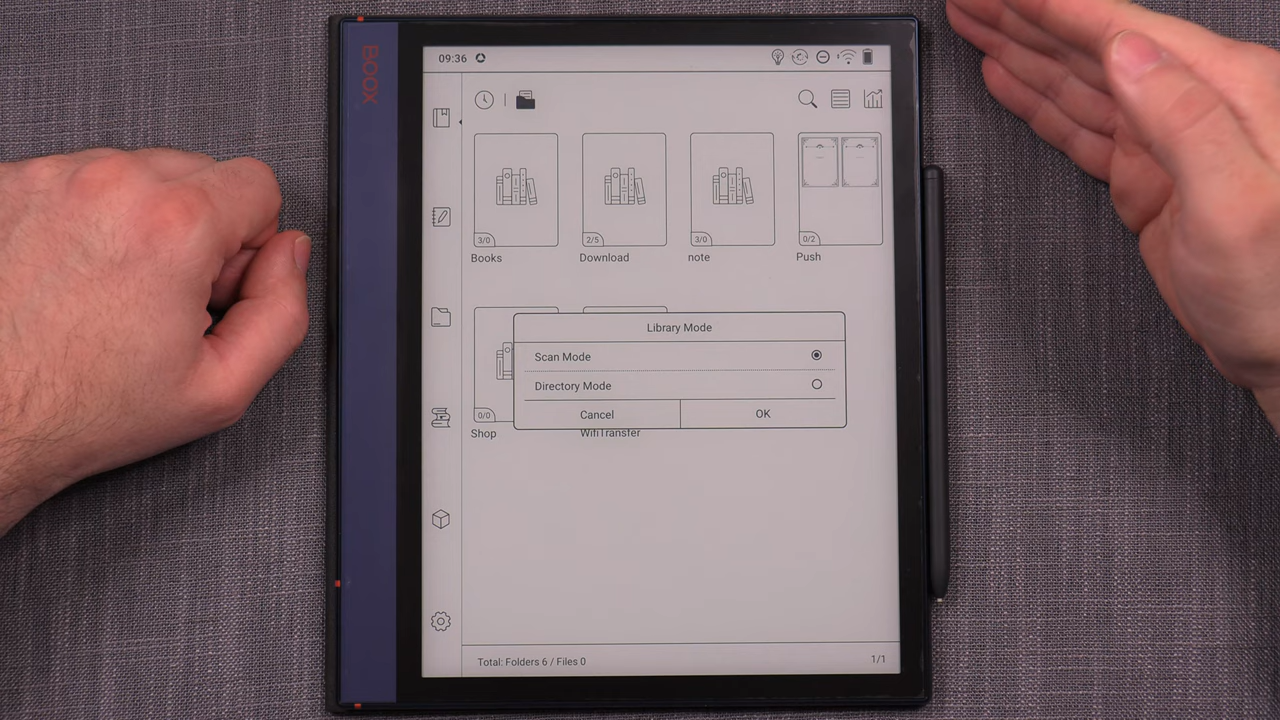 BOOX
09:36
3/0
2/5
3/0
0/2
Books
Download
note
Push
Library Mode
Scan Mode
Directory Mode
Cancel
OK
0/0
Shop
WifiTransfer
Total: Folders 6 / Files 0
1/1